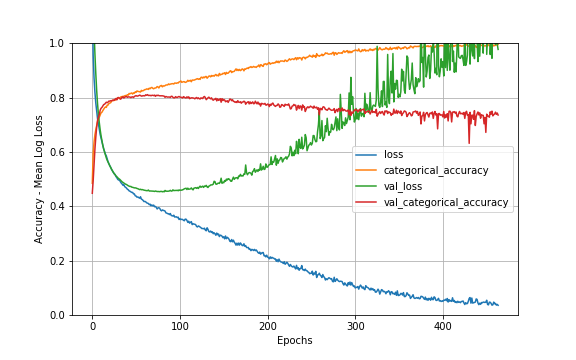 1.0
0.8
0.6
0.4
0.2
0.0
Accuracy - Mean Log Loss
loss
categorical_accuracy
val_loss
val_categorical_accuracy
0 100 200 300 400
Epochs